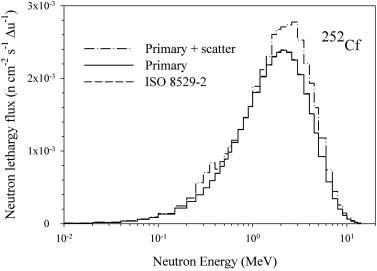 3x10⁻³
2x10⁻³
1x10⁻³
0
Neutron lethargy flux (n cm⁻² s⁻¹ Δu⁻¹)
²⁵²Cf
Primary + scatter
Primary
ISO 8529-2
10⁻² 10⁻¹ 10⁰ 10¹
Neutron Energy (MeV)